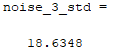 noise_3_std =
18.6348